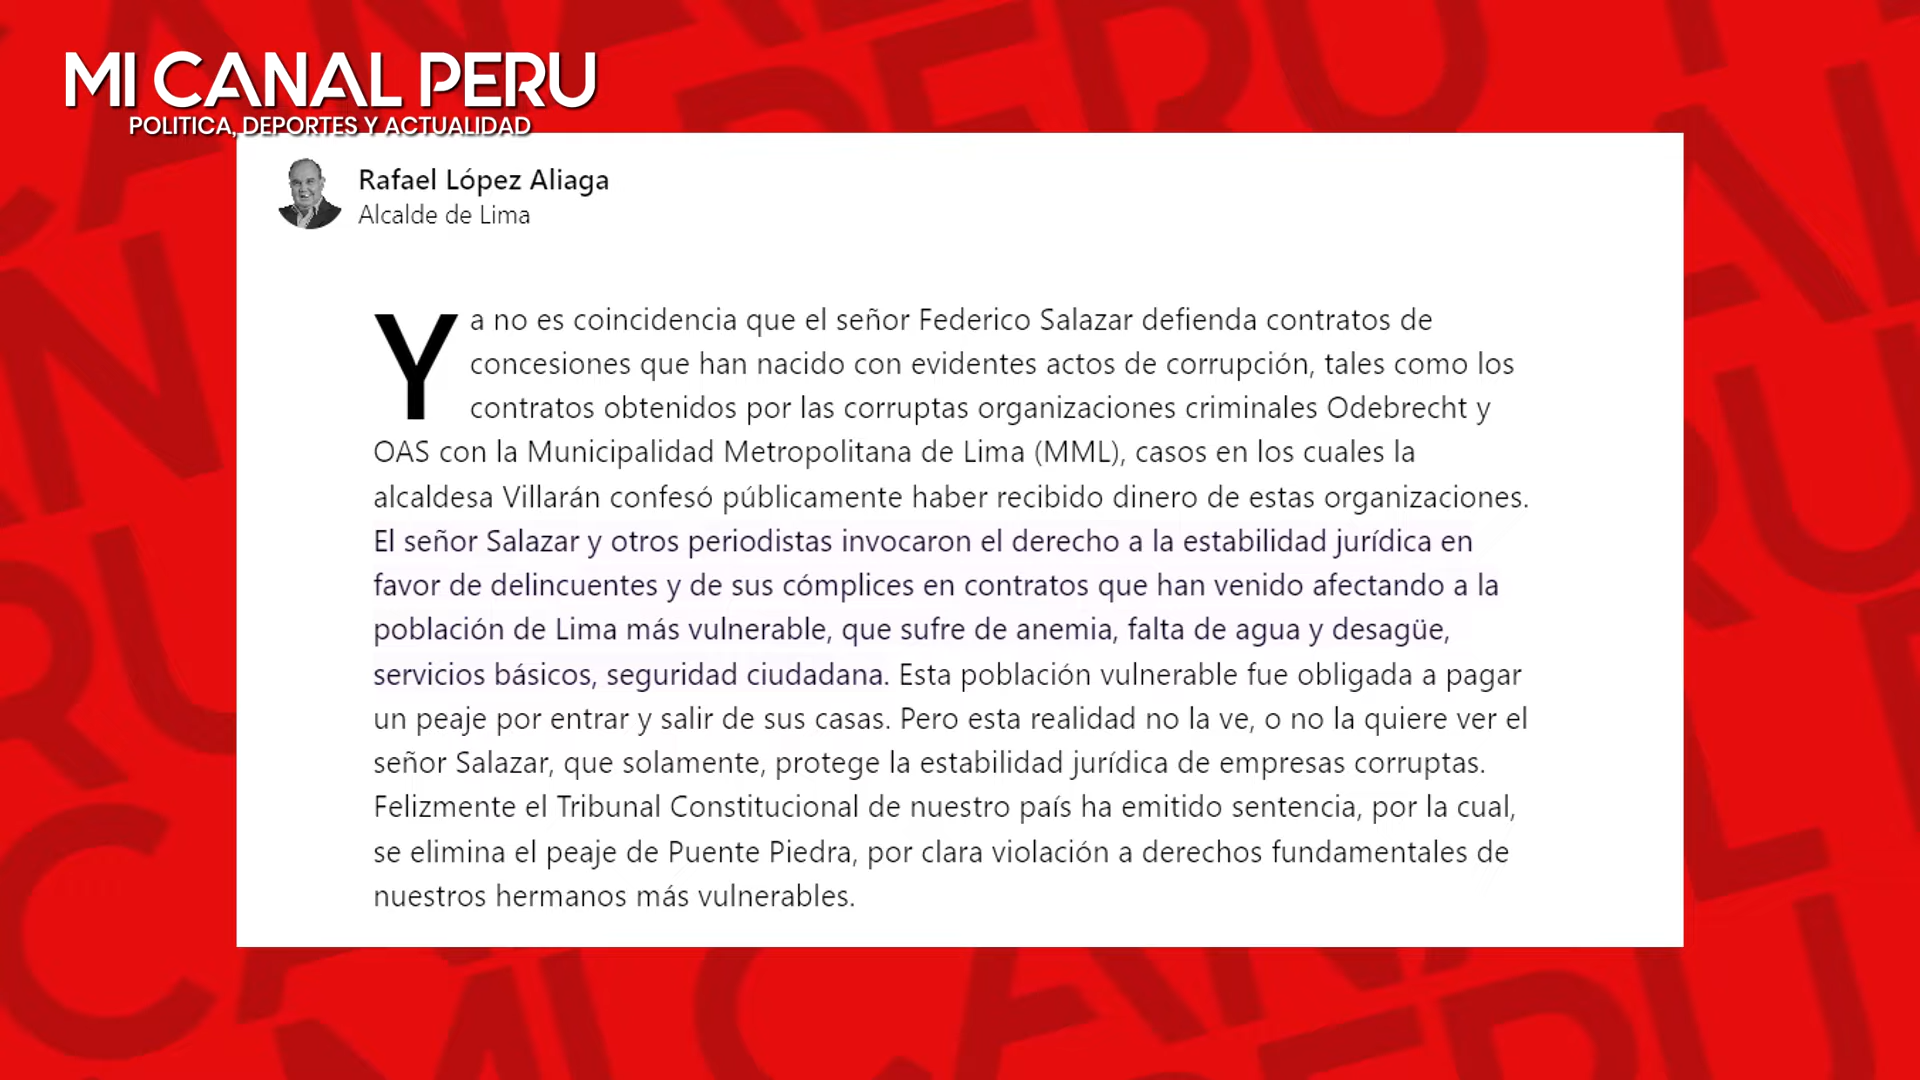 MI CANAL PERU
POLITICA, DEPORTES Y ACTUALIDAD
Rafael López Aliaga
Alcalde de Lima
Ya no es coincidencia que el señor Federico Salazar defienda contratos de
concesiones que han nacido con evidentes actos de corrupción, tales como los
contratos obtenidos por las corruptas organizaciones criminales Odebrecht y
OAS con la Municipalidad Metropolitana de Lima (MML), casos en los cuales la
alcaldesa Villarán confesó públicamente haber recibido dinero de estas organizaciones.
El señor Salazar y otros periodistas invocaron el derecho a la estabilidad jurídica en
favor de delincuentes y de sus cómplices en contratos que han venido afectando a la
población de Lima más vulnerable, que sufre de anemia, falta de agua y desagüe,
servicios básicos, seguridad ciudadana. Esta población vulnerable fue obligada a pagar
un peaje por entrar y salir de sus casas. Pero esta realidad no la ve, o no la quiere ver el
señor Salazar, que solamente, protege la estabilidad jurídica de empresas corruptas.
Felizmente el Tribunal Constitucional de nuestro país ha emitido sentencia, por la cual,
se elimina el peaje de Puente Piedra, por clara violación a derechos fundamentales de
nuestros hermanos más vulnerables.